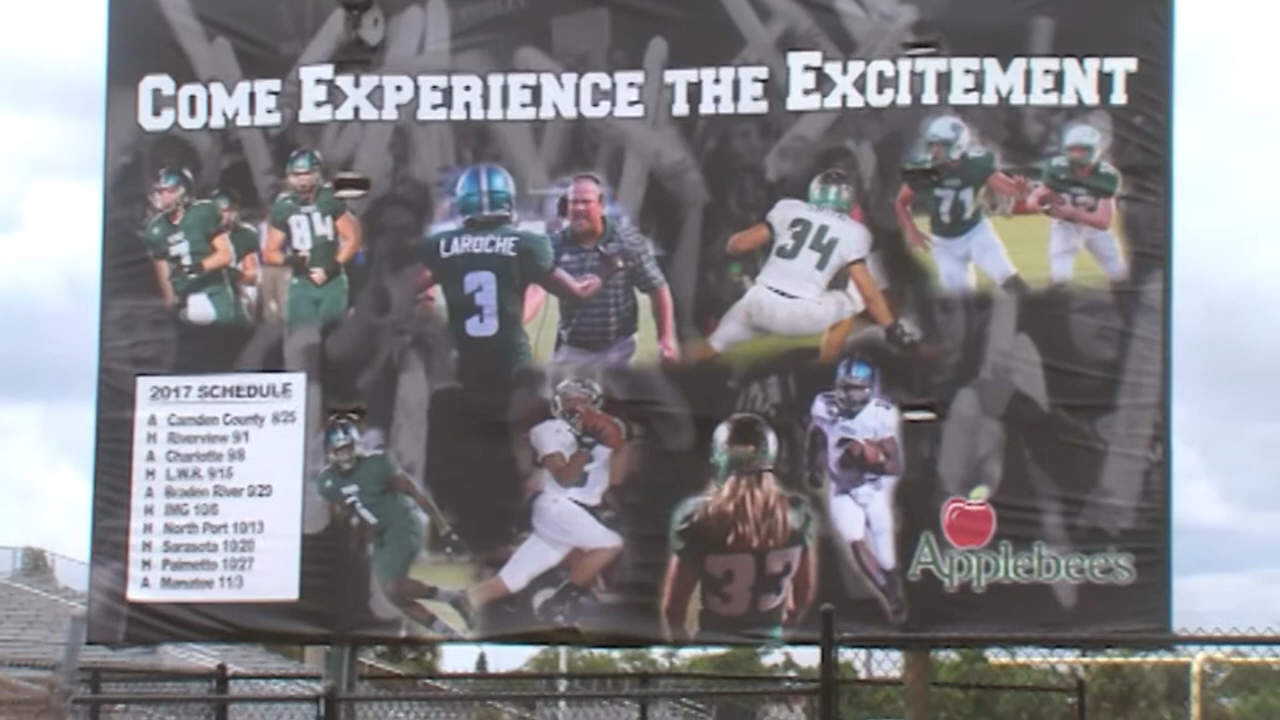 COME EXPERIENCE THE EXCITEMENT
84
LAROCHE
3
34
71
33
2017 SCHEDULE
A Camden County 8/25
H Riverview 9/1
A Charlotte 9/8
H L.W.R. 9/15
A Braden River 9/29
H IMG 10/6
H North Port 10/13
H Sarasota 10/20
H Palmetto 10/27
A Manatee 11/3
Applebee's